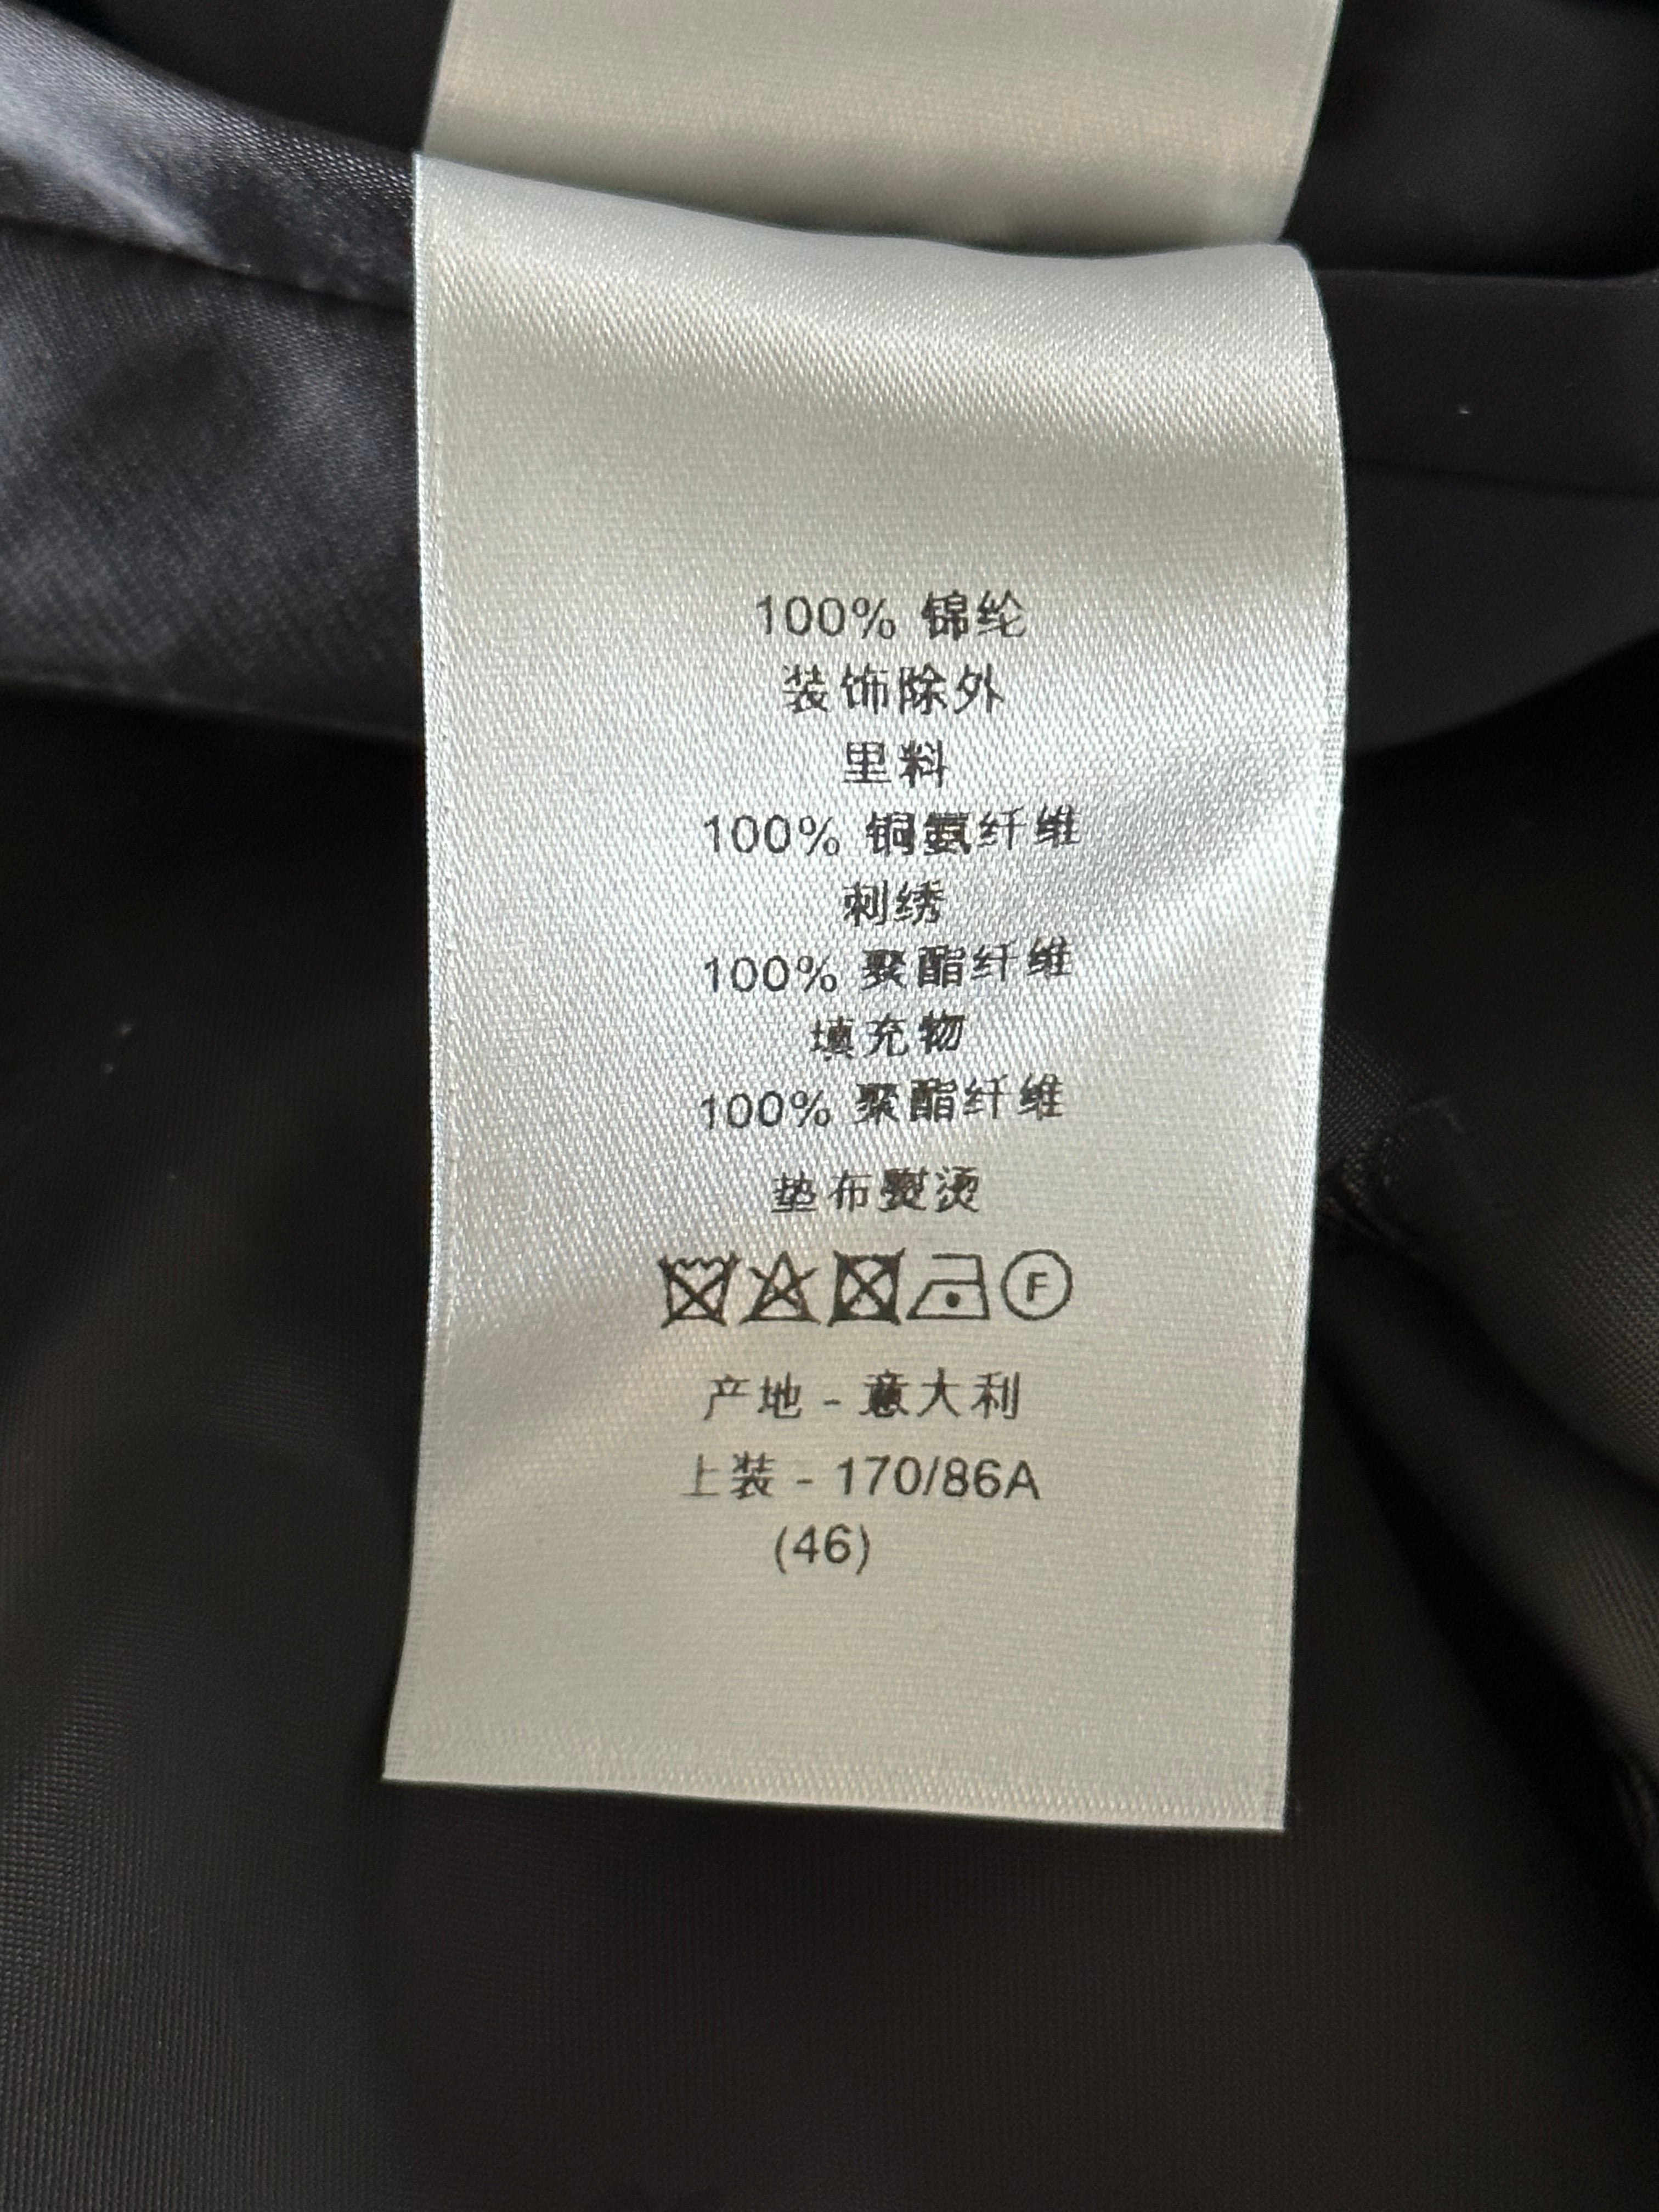 100% 锦纶
装饰除外
里料
100% 铜氨纤维
刺绣
100% 聚酯纤维
填充物
100% 聚酯纤维
垫布熨烫
F
产地 - 意大利
上装 - 170/86A
(46)